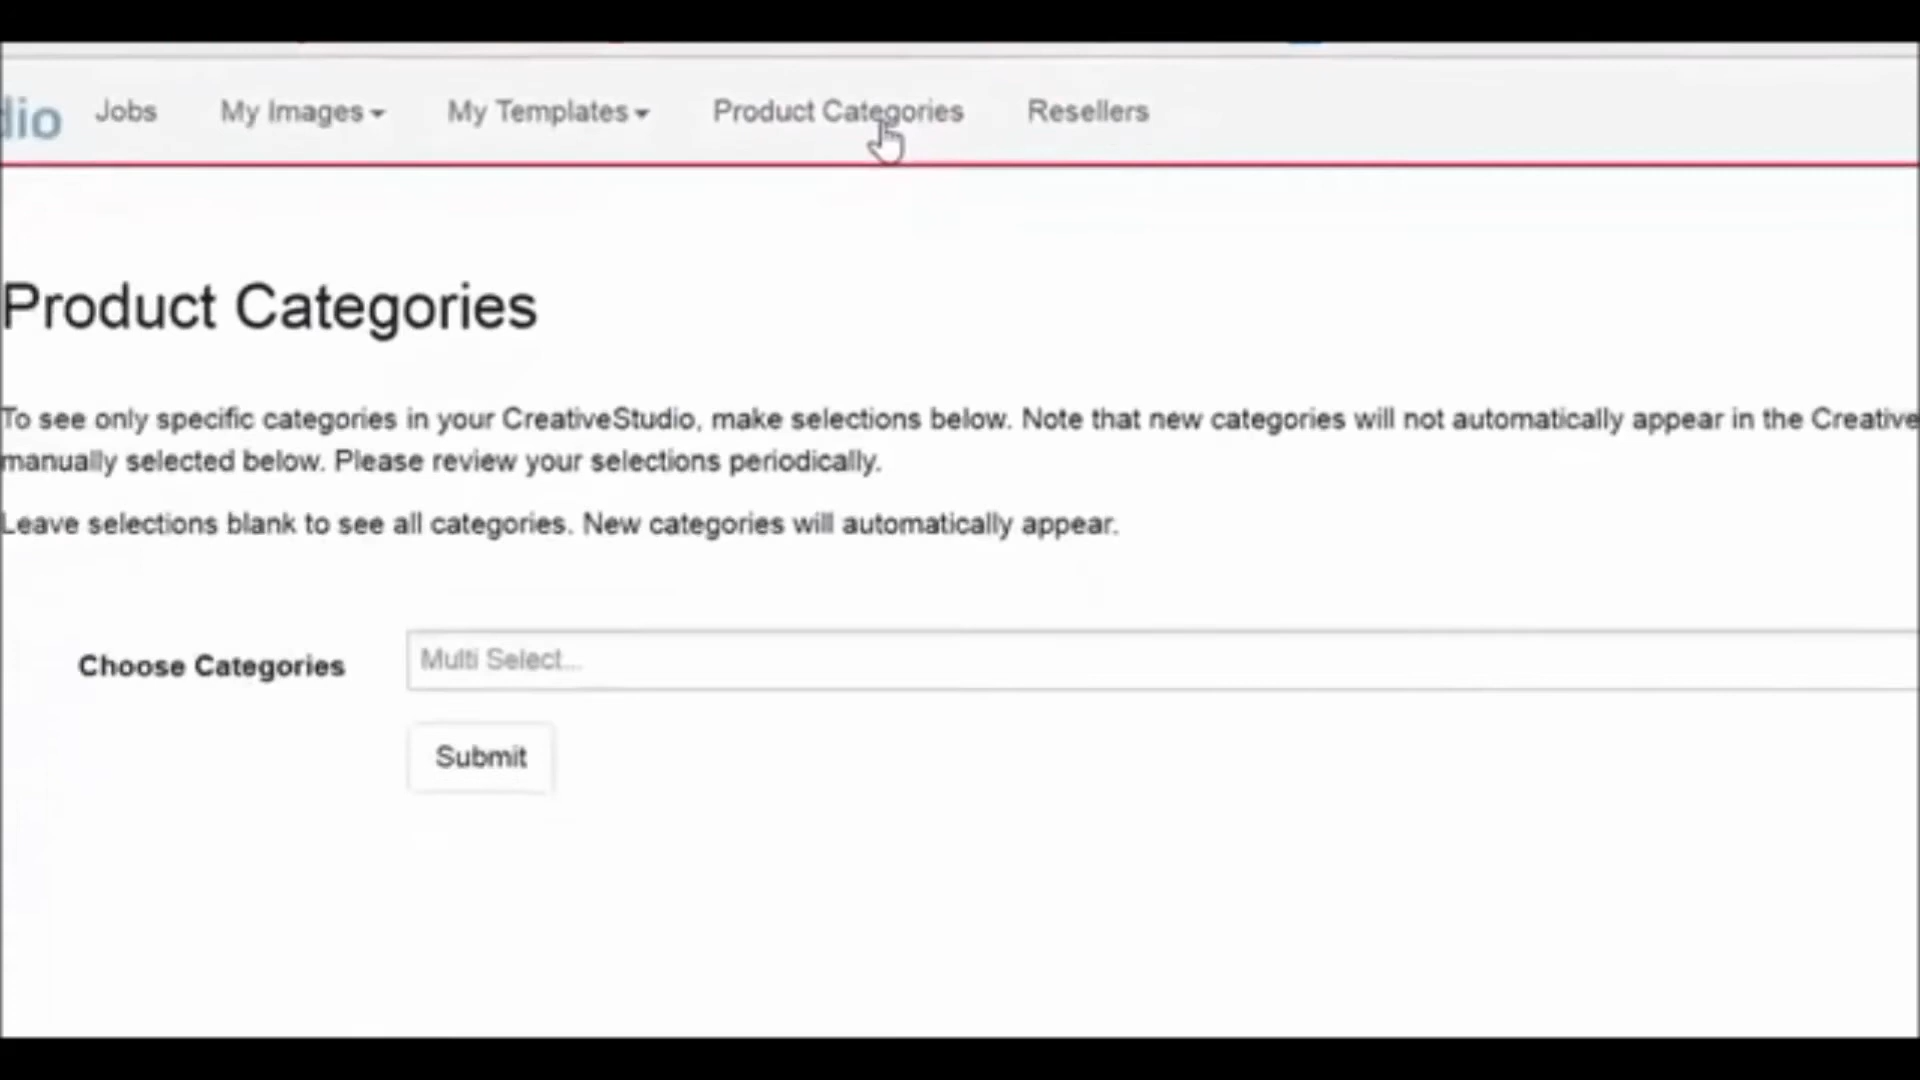 dio Jobs My Images My Templates Product Categories Resellers
Product Categories
To see only specific categories in your CreativeStudio, make selections below. Note that new categories will not automatically appear in the Creative
manually selected below. Please review your selections periodically.
Leave selections blank to see all categories. New categories will automatically appear.
Choose Categories Multi Select...
Submit